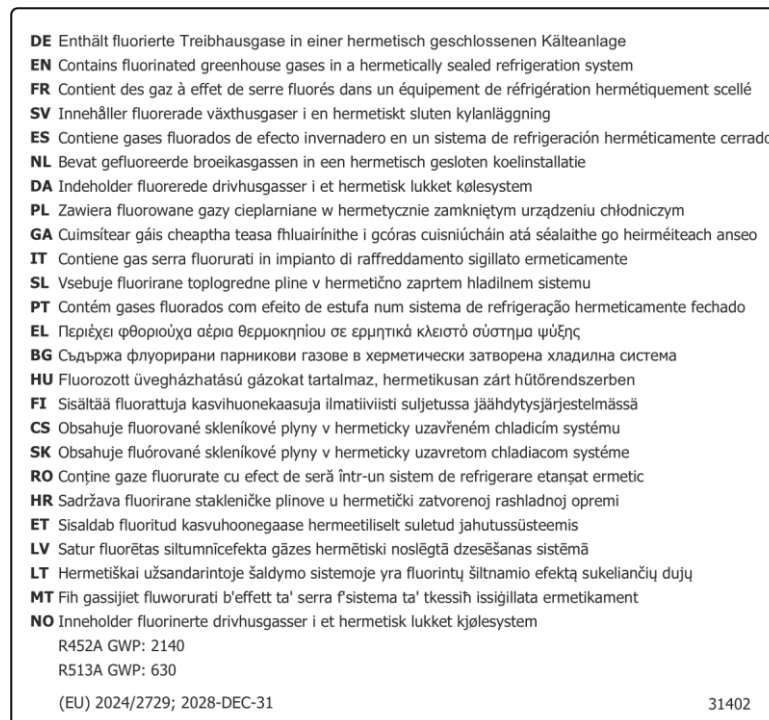 DE Enthält fluorierte Treibhausgase in einer hermetisch geschlossenen Kälteanlage
EN Contains fluorinated greenhouse gases in a hermetically sealed refrigeration system
FR Contient des gaz à effet de serre fluorés dans un équipement de réfrigération hermétiquement scellé
SV Innehåller fluorerade växthusgaser i en hermetiskt sluten kylanläggning
ES Contiene gases fluorados de efecto invernadero en un sistema de refrigeración herméticamente cerrado
NL Bevat gefluoreerde broeikasgassen in een hermetisch gesloten koelinstallatie
DA Indeholder fluorerede drivhusgasser i et hermetisk lukket kølesystem
PL Zawiera fluorowane gazy cieplarniane w hermetycznie zamkniętym urządzeniu chłodniczym
GA Cuimsítear gáis cheaptha teasa fhluairínithe i gcóras cuisniúcháin atá séalaithe go heirméiteach anseo
IT Contiene gas serra fluorurati in impianto di raffreddamento sigillato ermeticamente
SL Vsebuje fluorirane toplogredne pline v hermetično zaprtem hladilnem sistemu
PT Contém gases fluorados com efeito de estufa num sistema de refrigeração hermeticamente fechado
EL Περιέχει φθοριούχα αέρια θερμοκηπίου σε ερμητικά κλειστό σύστημα ψύξης
BG Съдържа флуорирани парникови газове в херметически затворена хладилна система
HU Fluorozott üvegházhatású gázokat tartalmaz, hermetikusan zárt hűtőrendszerben
FI Sisältää fluorattuja kasvihuonekaasuja ilmatiiviisti suljetussa jäähdytysjärjestelmässä
CS Obsahuje fluorované skleníkové plyny v hermeticky uzavřeném chladicím systému
SK Obsahuje fluórované skleníkové plyny v hermeticky uzavretom chladiacom systéme
RO Conține gaze fluorurate cu efect de seră într-un sistem de refrigerare etanșat ermetic
HR Sadržava fluorirane stakleničke plinove u hermetički zatvorenoj rashladnoj opremi
ET Sisaldab fluoritud kasvuhoonegaase hermeetiliselt suletud jahutussüsteemis
LV Satur fluorētas siltumnīcefekta gāzes hermētiski noslēgtā dzesēšanas sistēmā
LT Hermetiškai užsandarintoje šaldymo sistemoje yra fluorintų šiltnamio efektą sukeliančių dujų
MT Fih gassijiet fluworurati b'effett ta' serra f'sistema ta' tkessiħ issiġillata ermetikament
NO Inneholder fluorinerte drivhusgasser i et hermetisk lukket kjølesystem
R452A GWP: 2140
R513A GWP: 630
(EU) 2024/2729; 2028-DEC-31 31402